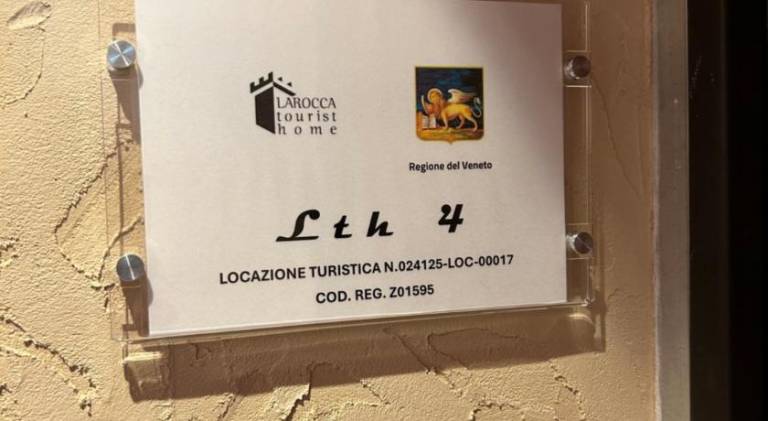 LAROCCA
tourist
home
Regione del Veneto
Lth 4
LOCAZIONE TURISTICA N.024125-LOC-00017
COD. REG. Z01595